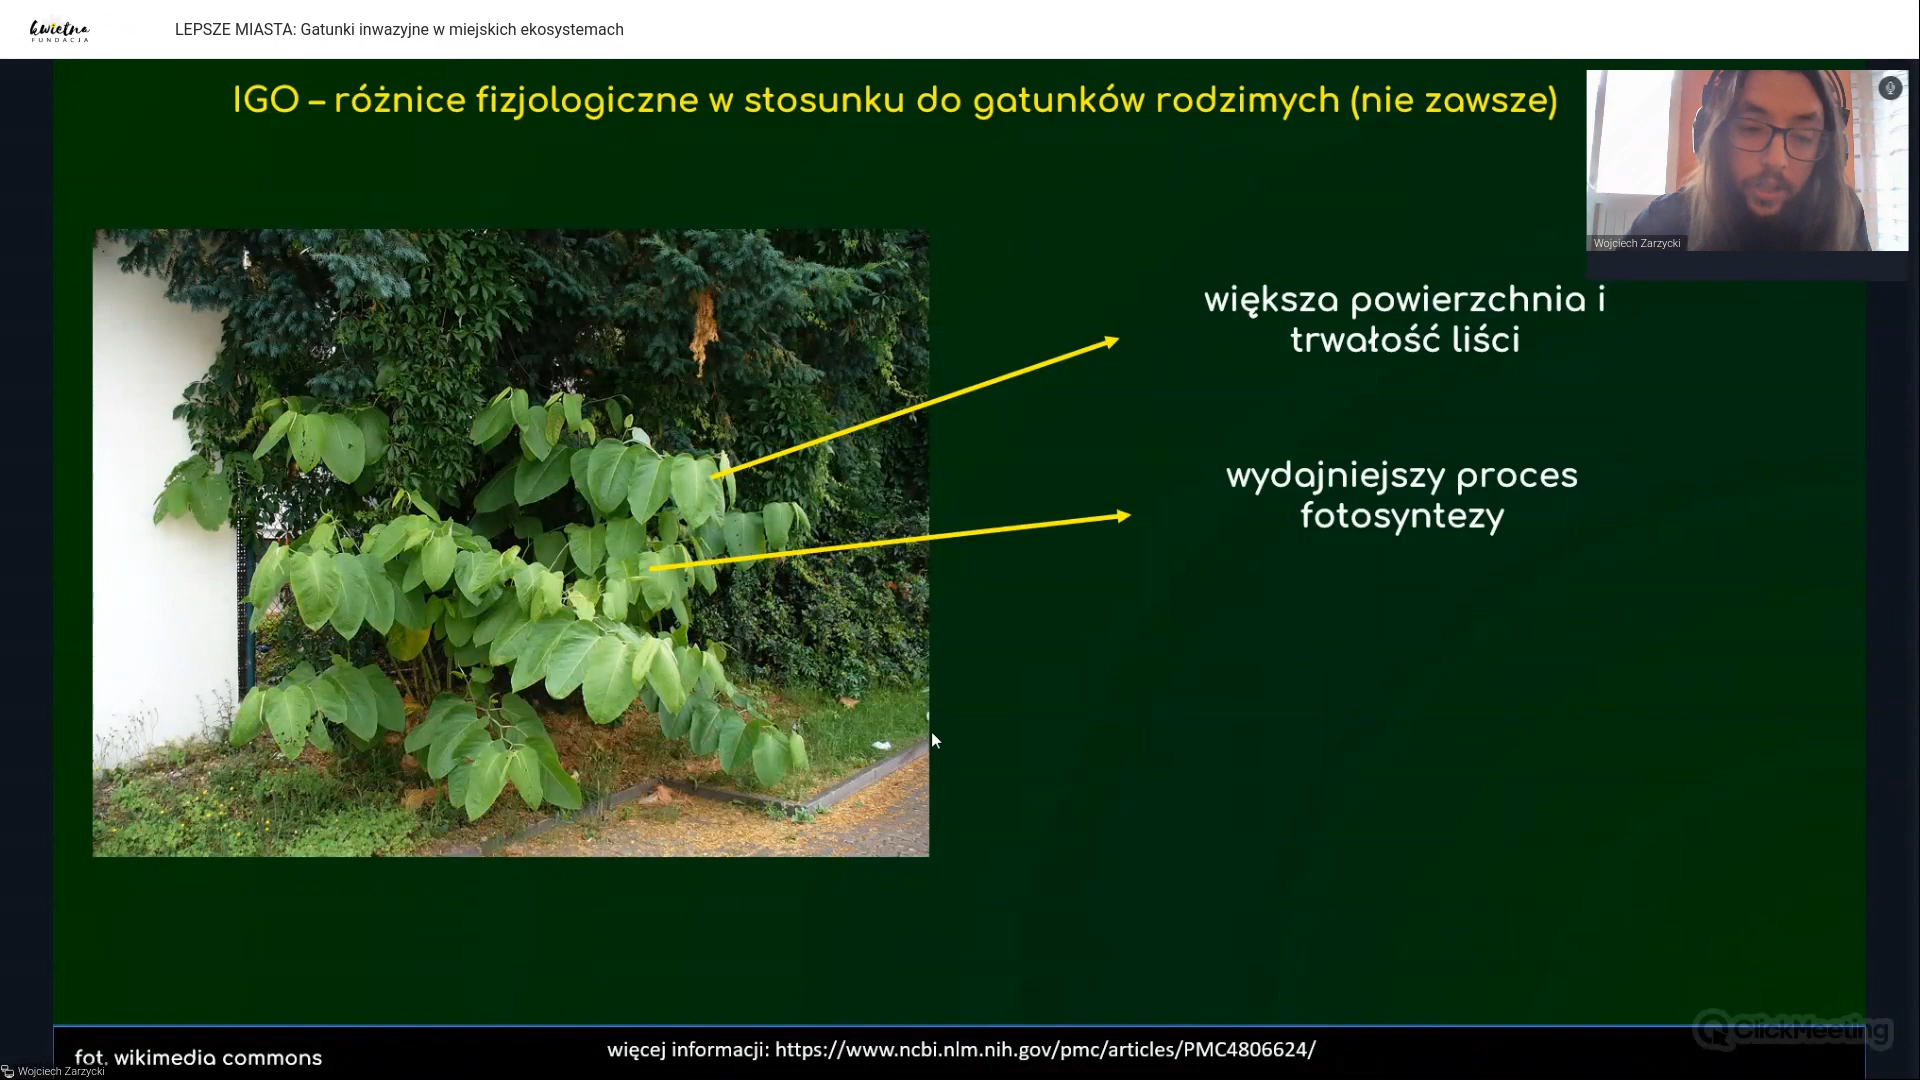 kwietna
FUNDACJA
LEPSZE MIASTA: Gatunki inwazyjne w miejskich ekosystemach
IGO – różnice fizjologiczne w stosunku do gatunków rodzimych (nie zawsze)
Wojciech Zarzycki
większa powierzchnia i
trwałość liści
wydajniejszy proces
fotosyntezy
ClickMeeting
fot. wikimedia commons
więcej informacji: https://www.ncbi.nlm.nih.gov/pmc/articles/PMC4806624/
Wojciech Zarzycki